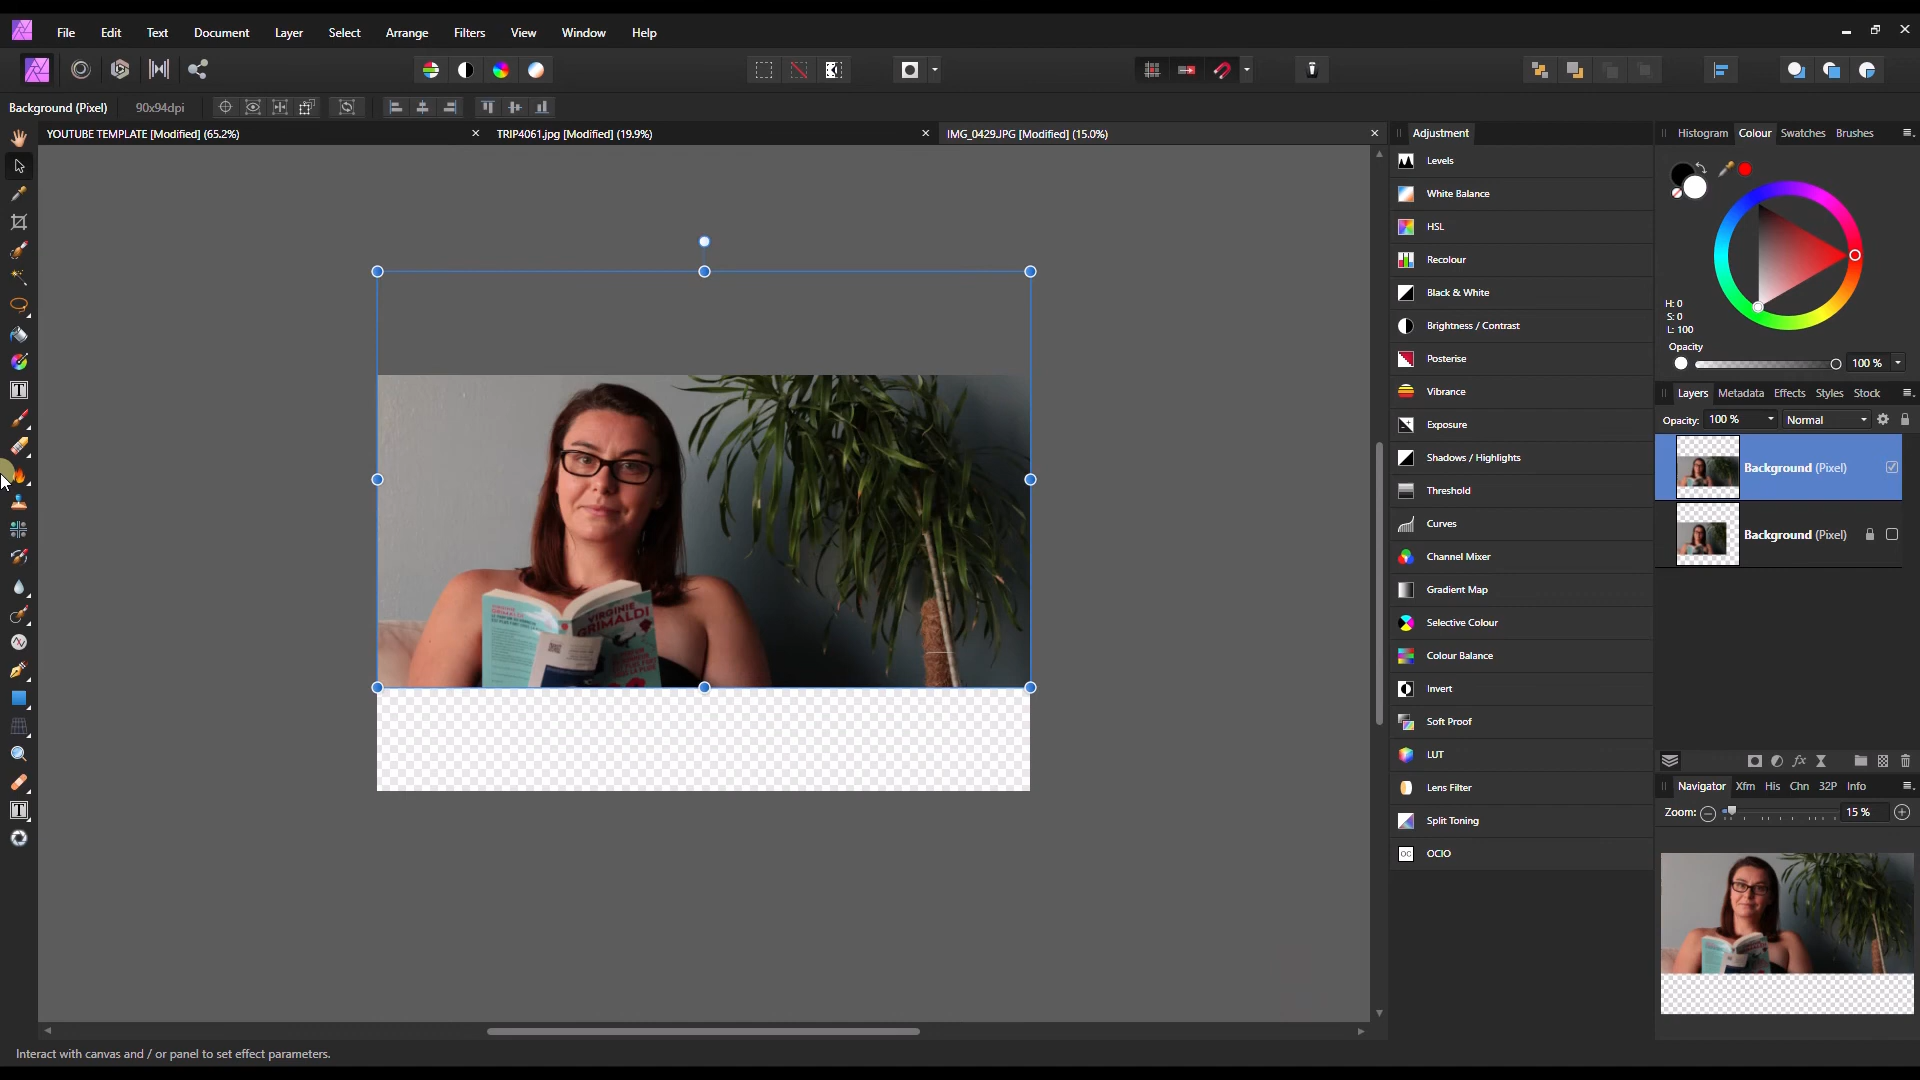 File Edit Text Document Layer Select Arrange Filters View Window Help
Background (Pixel) 90x94dpi
YOUTUBE TEMPLATE [Modified] (65.2%) TRIP4061.jpg [Modified] (19.9%) IMG_0429.JPG [Modified] (15.0%)
Adjustment
Levels
White Balance
HSL
Recolour
Black & White
Brightness / Contrast
Posterise
Vibrance
Exposure
Shadows / Highlights
Threshold
Curves
Channel Mixer
Gradient Map
Selective Colour
Colour Balance
Invert
Soft Proof
LUT
Lens Filter
Split Toning
OC OCIO
Histogram Colour Swatches Brushes
H: 0
S: 0
L: 100
Opacity
100 %
Layers Metadata Effects Styles Stock
Opacity: 100 % Normal
Background (Pixel)
Background (Pixel)
fx
Navigator Xfm His Chn 32P Info
Zoom: 15 %
VIRGINIE
GRIMALDI
VIRGINIE
GRIMALDI
Interact with canvas and / or panel to set effect parameters.